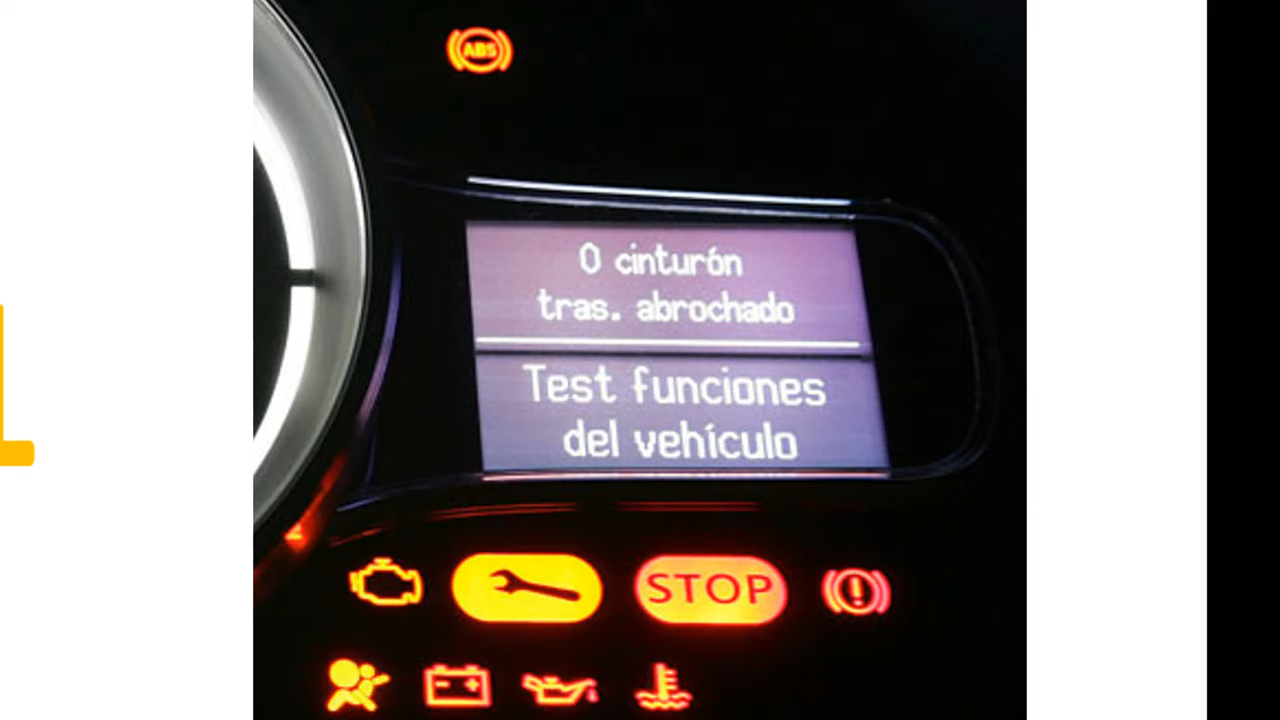 ABS
0 cinturón
tras. abrochado
Test funciones
del vehículo
STOP